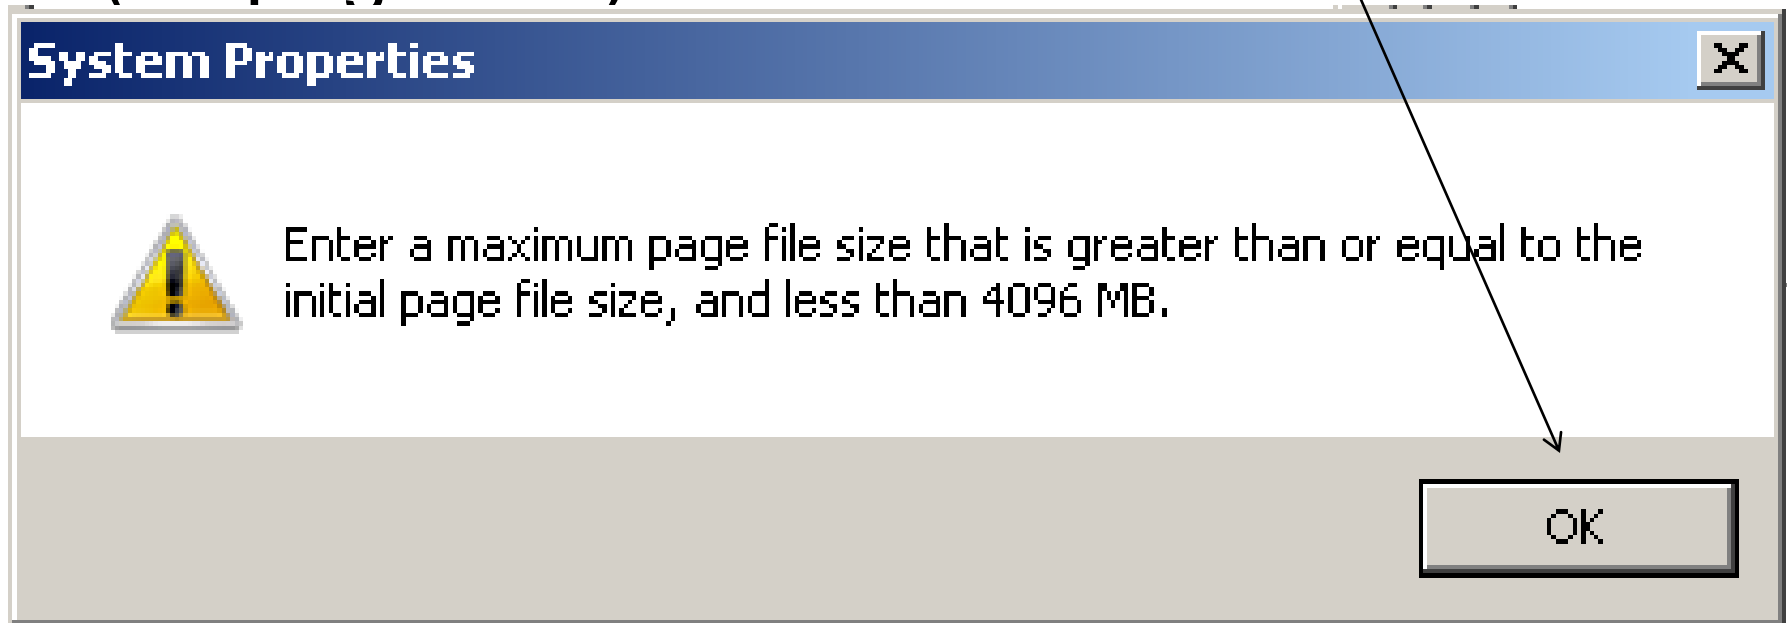 System Properties
Enter a maximum page file size that is greater than or equal to the
initial page file size, and less than 4096 MB.
OK